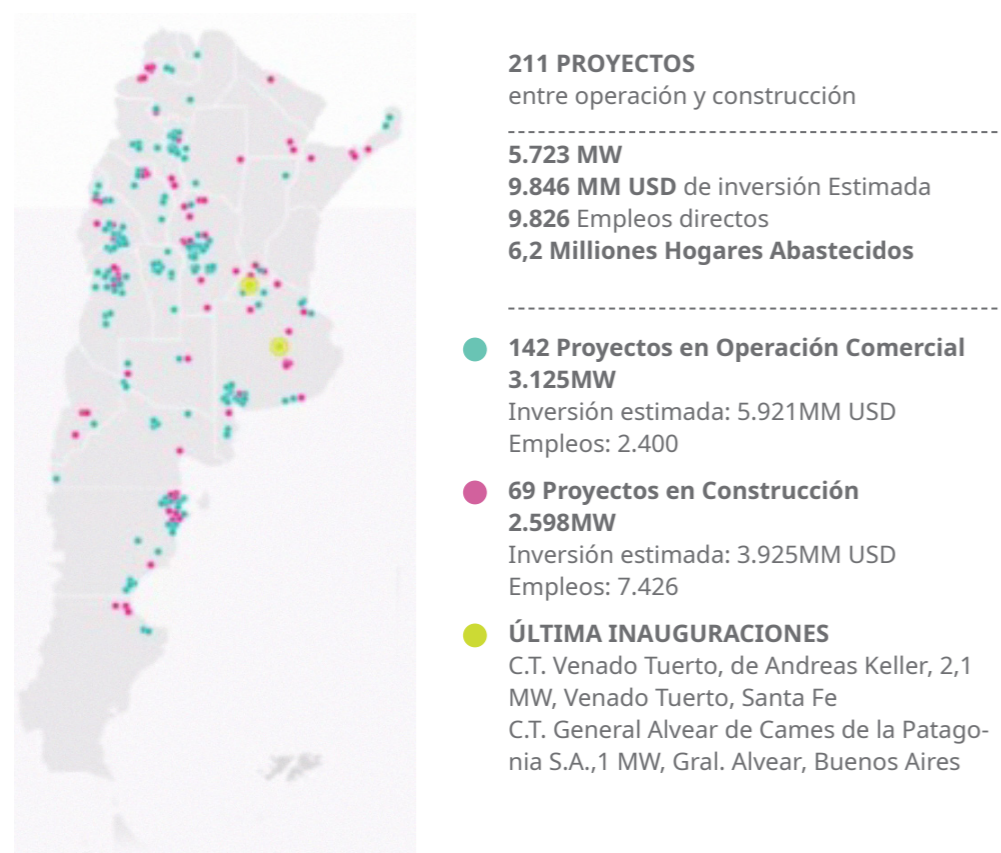 211 PROYECTOS
entre operación y construcción
5.723 MW
9.846 MM USD de inversión Estimada
9.826 Empleos directos
6,2 Milliones Hogares Abastecidos
142 Proyectos en Operación Comercial
3.125MW
Inversión estimada: 5.921MM USD
Empleos: 2.400
69 Proyectos en Construcción
2.598MW
Inversión estimada: 3.925MM USD
Empleos: 7.426
ÚLTIMA INAUGURACIONES
C.T. Venado Tuerto, de Andreas Keller, 2,1
MW, Venado Tuerto, Santa Fe
C.T. General Alvear de Cames de la Patago-
nia S.A.,1 MW, Gral. Alvear, Buenos Aires